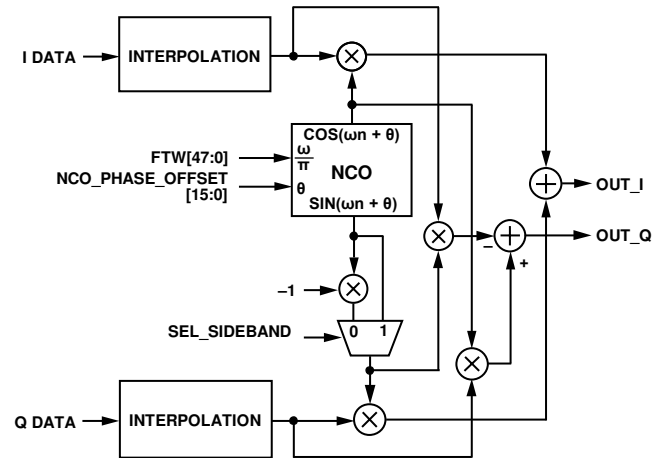 I DATA
INTERPOLATION
COS(ωn + θ)
FTW[47:0]
ω
π
NCO
NCO_PHASE_OFFSET
[15:0]
θ
SIN(ωn + θ)
OUT_I
OUT_Q
–
+
–1
0 1
SEL_SIDEBAND
Q DATA
INTERPOLATION